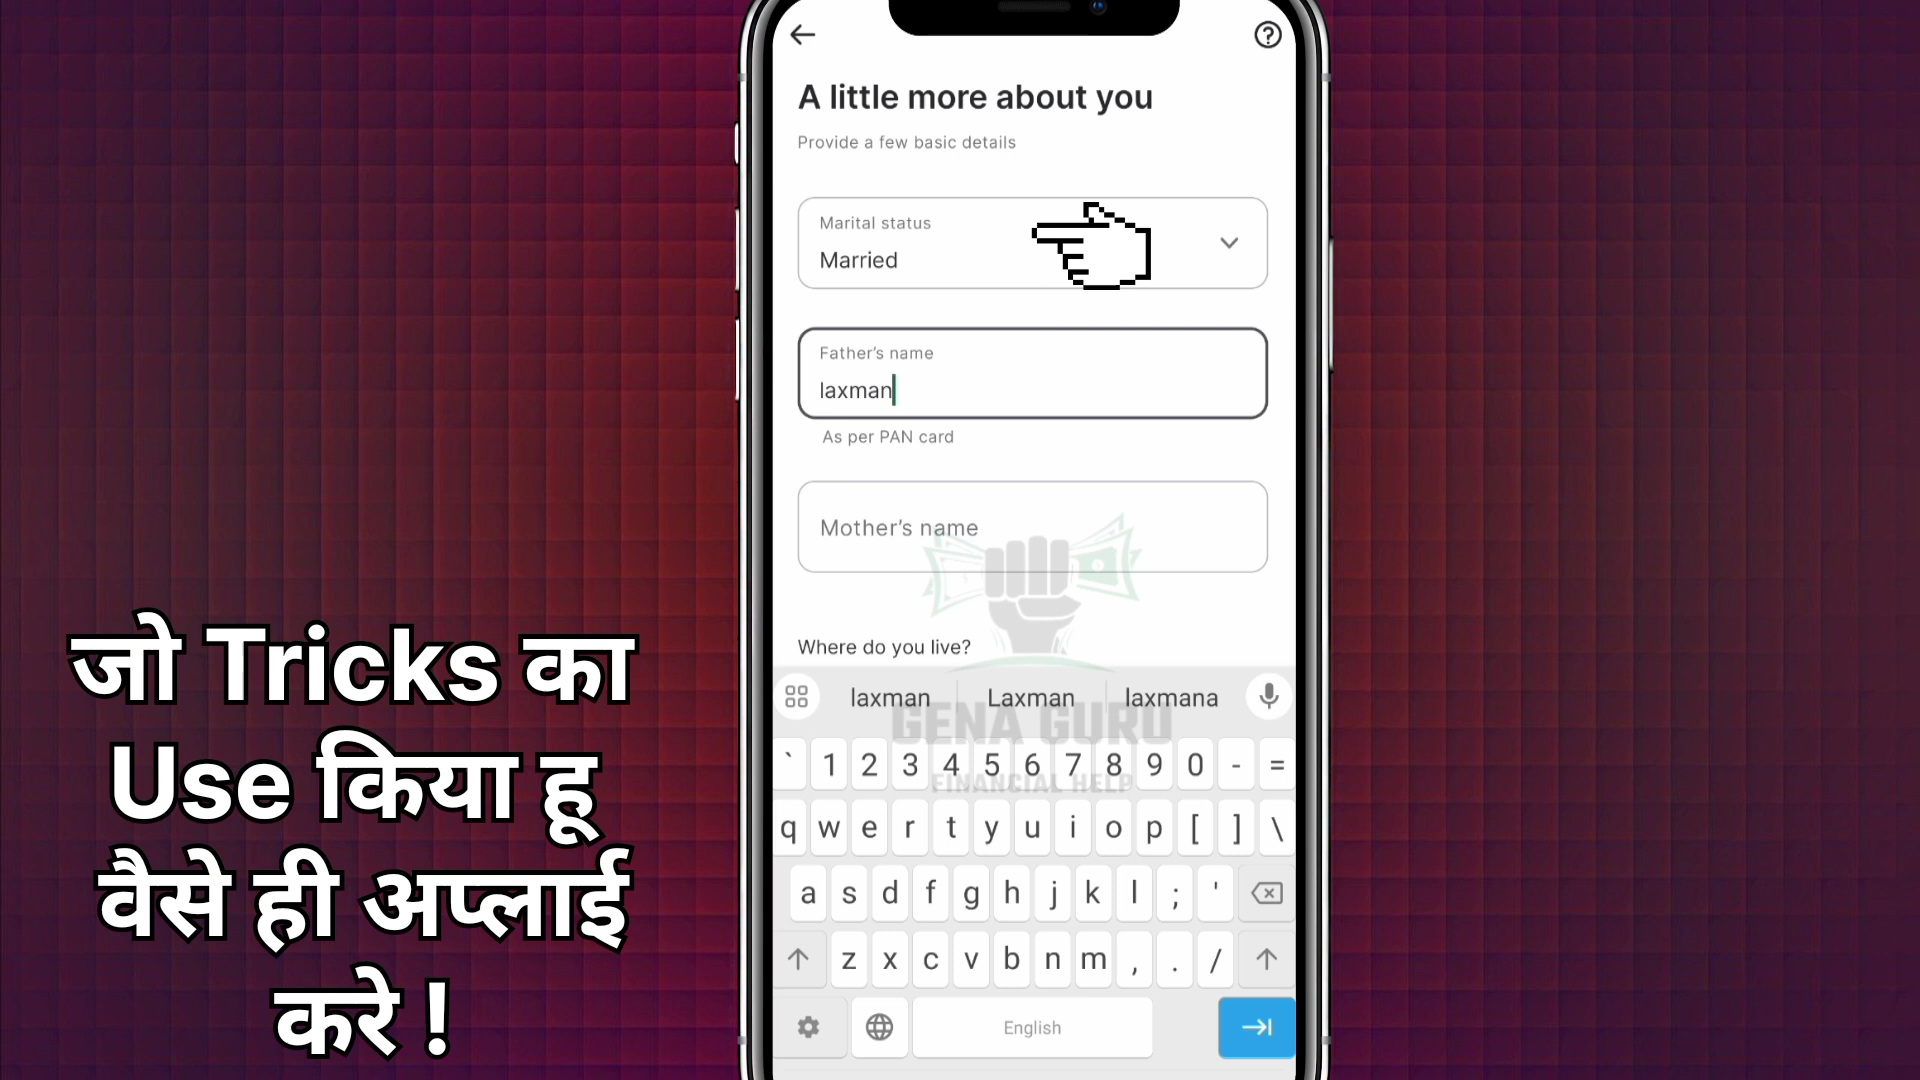 A little more about you
Provide a few basic details
Marital status
Married
Father's name
laxman
As per PAN card
Mother's name
Where do you live?
laxman Laxman laxmana
GENA GURU
FINANCIAL HELP
` 1 2 3 4 5 6 7 8 9 0 - =
q w e r t y u i o p [ ] \
a s d f g h j k l ; '
z x c v b n m , . /
English
जो Tricks का
Use किया हू
वैसे ही अप्लाई
करे !